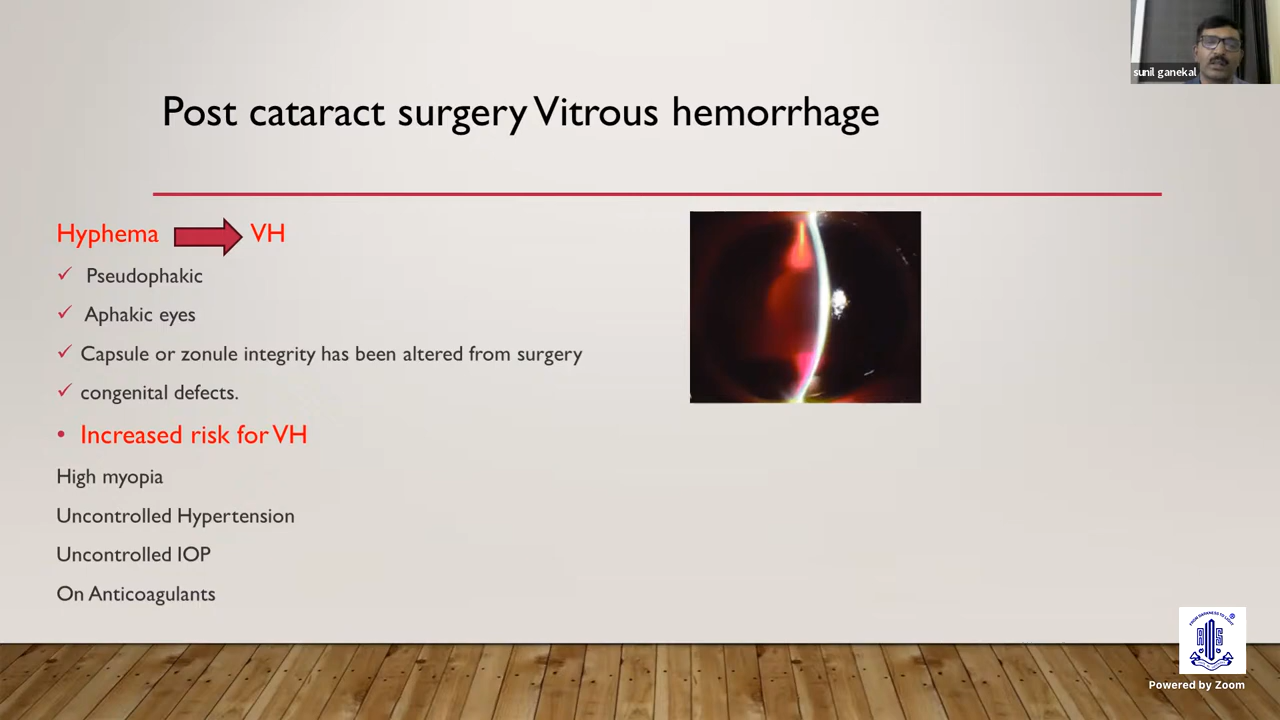 sunil ganekal
Post cataract surgery Vitrous hemorrhage
Hyphema VH
✓ Pseudophakic
✓ Aphakic eyes
✓ Capsule or zonule integrity has been altered from surgery
✓ congenital defects.
• Increased risk for VH
High myopia
Uncontrolled Hypertension
Uncontrolled IOP
On Anticoagulants
Powered by Zoom